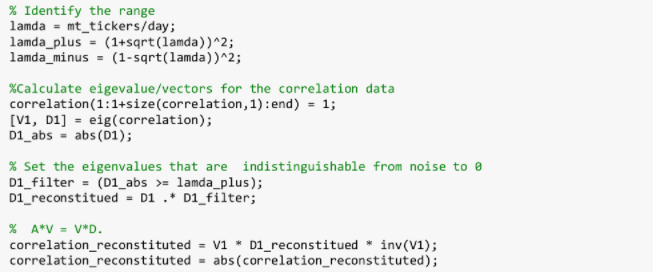 % Identify the range
lamda = mt_tickers/day;
lamda_plus = (1+sqrt(lamda))^2;
lamda_minus = (1-sqrt(lamda))^2;
%Calculate eigevalue/vectors for the correlation data
correlation(1:1+size(correlation,1):end) = 1;
[V1, D1] = eig(correlation);
D1_abs = abs(D1);
% Set the eigenvalues that are  indistinguishable from noise to 0
D1_filter = (D1_abs >= lamda_plus);
D1_reconstitued = D1 .* D1_filter;
%  A*V = V*D.
correlation_reconstituted = V1 * D1_reconstitued * inv(V1);
correlation_reconstituted = abs(correlation_reconstituted);